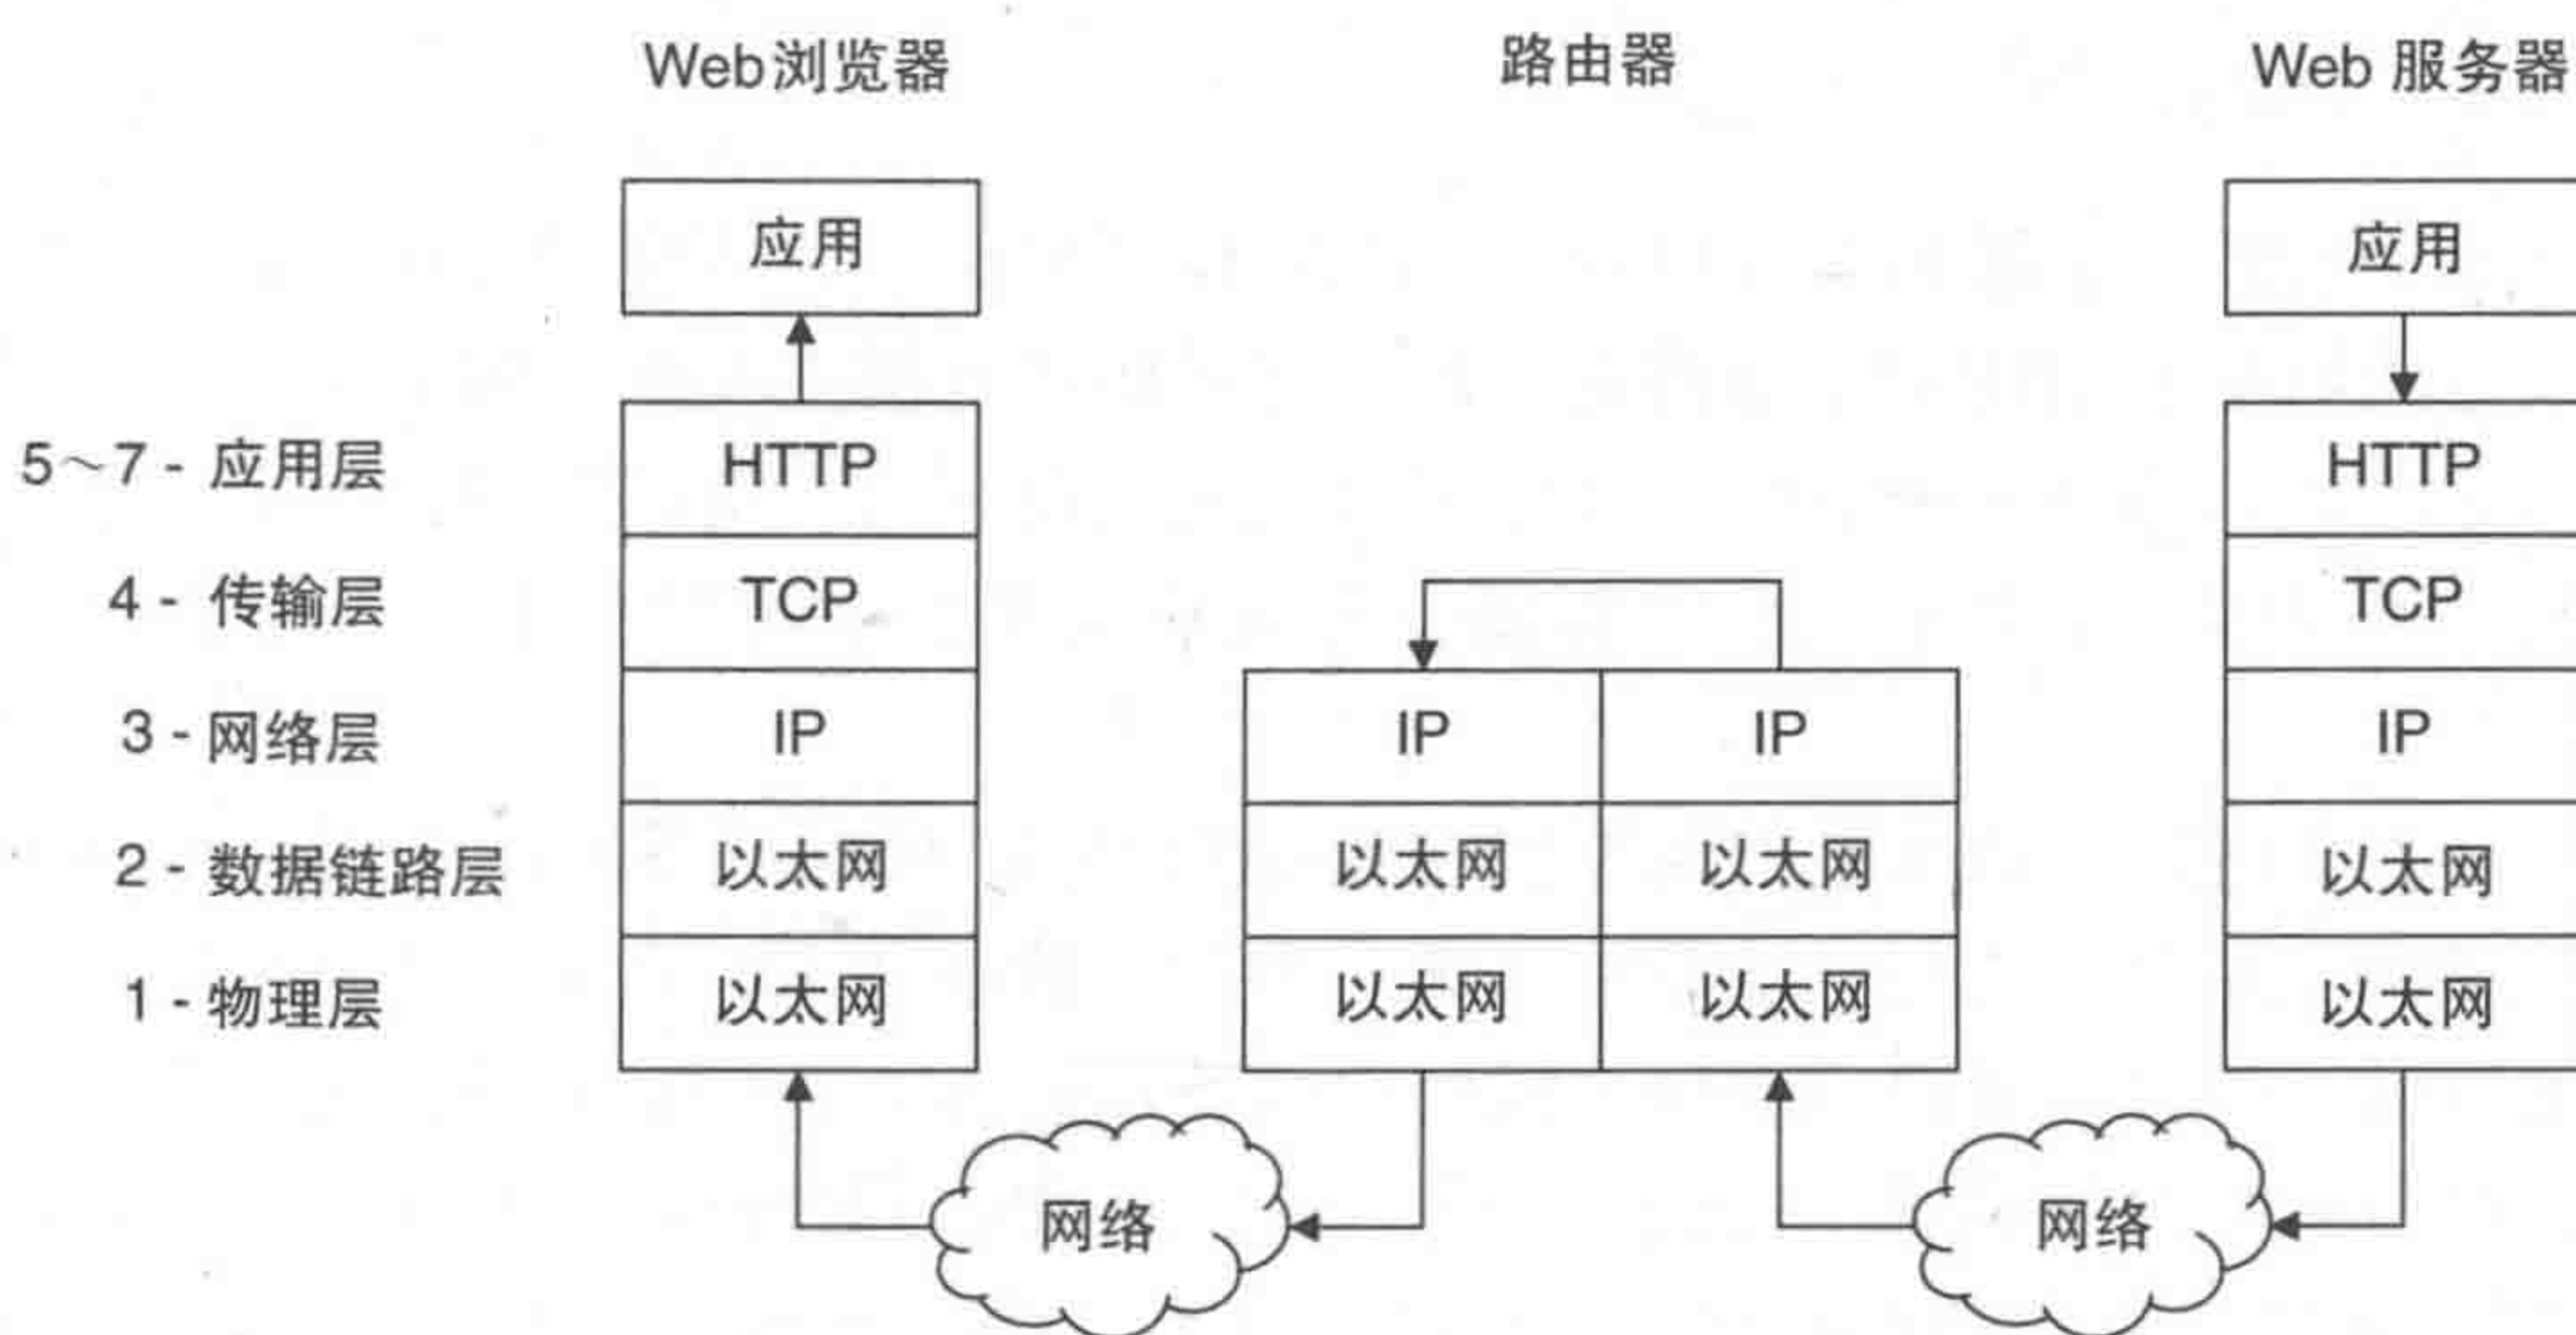 Web浏览器 路由器 Web 服务器
应用 应用
5～7 - 应用层 HTTP HTTP
4 - 传输层 TCP TCP
3 - 网络层 IP IP IP IP
2 - 数据链路层 以太网 以太网 以太网 以太网
1 - 物理层 以太网 以太网 以太网 以太网
网络 网络